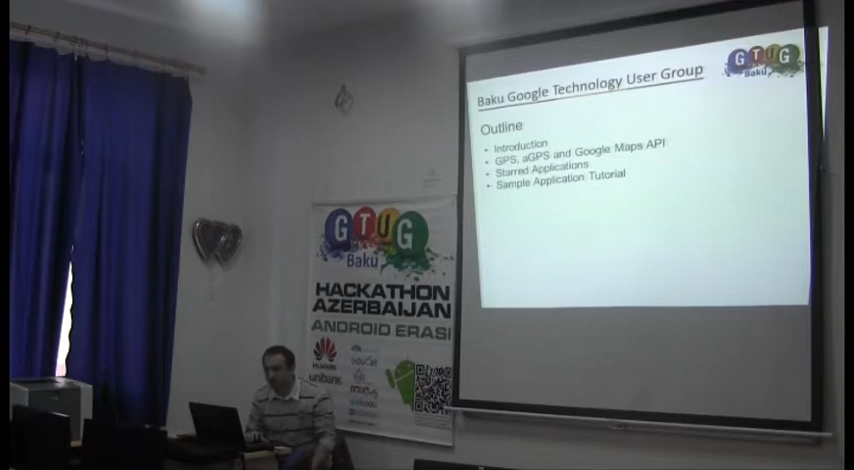 Baku Google Technology User Group
GTUG
Baku
Outline
• Introduction
• GPS, aGPS and Google Maps API
• Starred Applications
• Sample Application Tutorial
GTUG
Baku
HACKATHON
AZERBAIJAN
ANDROID ERASI
HUAWEI
unibank